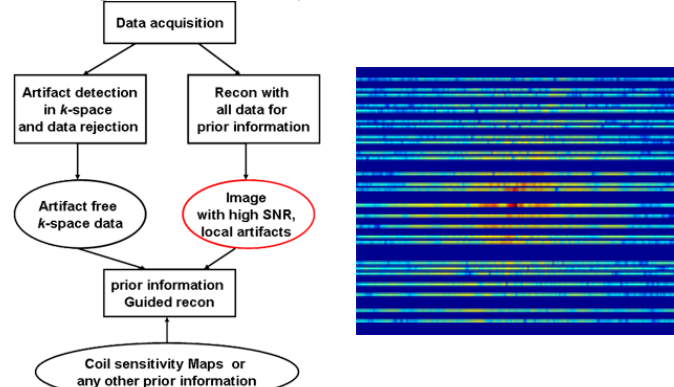 Data acquisition
Artifact detection
in k-space
and data rejection
Recon with
all data for
prior information
Artifact free
k-space data
Image
with high SNR,
local artifacts
prior information
Guided recon
Coil sensitivity Maps or
any other prior information